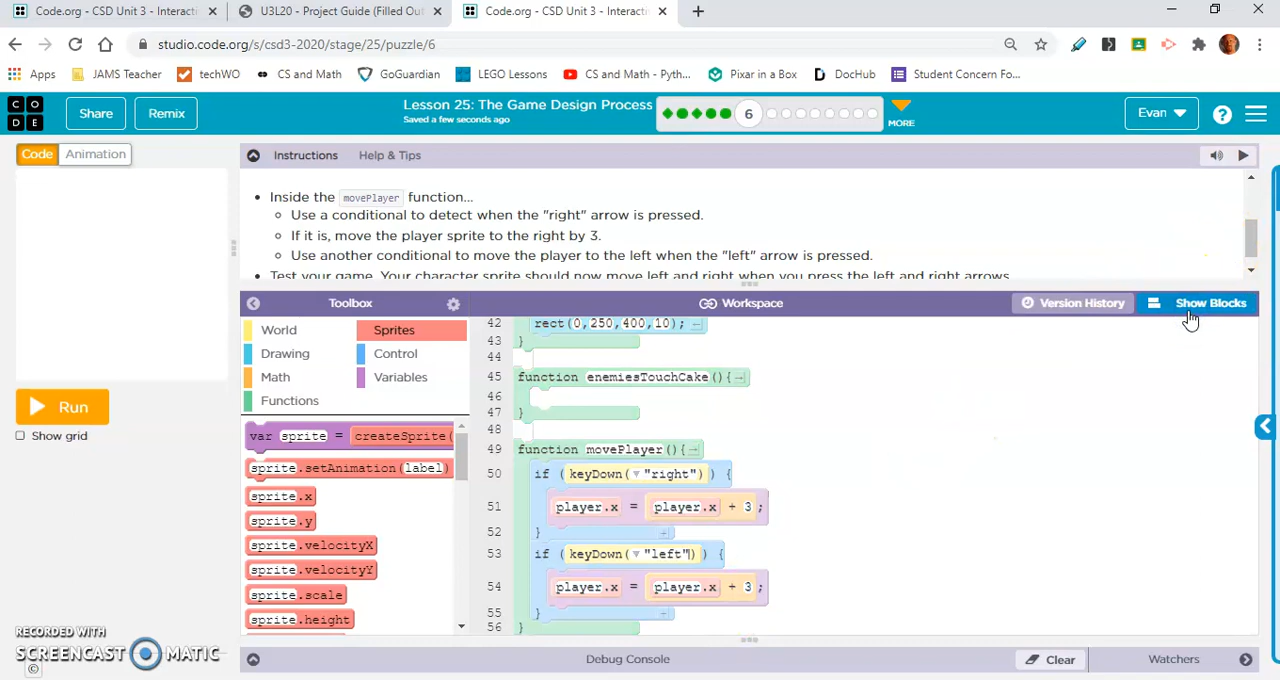 Code.org - CSD Unit 3 - Interacti
U3L20 - Project Guide (Filled Out
Code.org - CSD Unit 3 - Interacti
studio.code.org/s/csd3-2020/stage/25/puzzle/6
Apps
JAMS Teacher
techWO
CS and Math
GoGuardian
LEGO Lessons
CS and Math - Pyth...
Pixar in a Box
DocHub
Student Concern Fo...
C O
D E
Share
Remix
Lesson 25: The Game Design Process
Saved a few seconds ago
6
MORE
Evan
Code
Animation
Instructions
Help & Tips
Inside the movePlayer function...
Use a conditional to detect when the "right" arrow is pressed.
If it is, move the player sprite to the right by 3.
Use another conditional to move the player to the left when the "left" arrow is pressed.
Test your game. Your character sprite should now move left and right when you press the left and right arrows.
Toolbox
Workspace
Version History
Show Blocks
World
Sprites
Drawing
Control
Math
Variables
Functions
var sprite = createSprite(
sprite.setAnimation(label)
sprite.x
sprite.y
sprite.velocityX
sprite.velocityY
sprite.scale
sprite.height
42 rect(0,250,400,10);
43 }
44
45 function enemiesTouchCake(){
46
47 }
48
49 function movePlayer(){
50 if (keyDown("right")) {
51 player.x = player.x + 3;
52 }
53 if (keyDown("left")) {
54 player.x = player.x + 3;
55 }
56 }
Run
Show grid
Debug Console
Clear
Watchers
RECORDED WITH
SCREENCAST MATIC
©